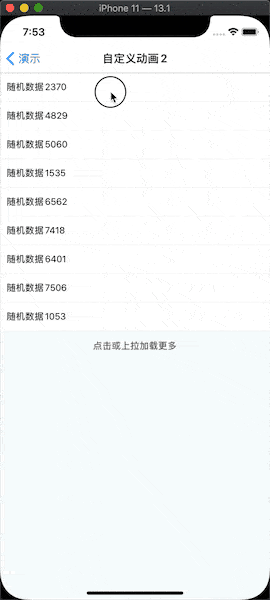 iPhone 11 — 13.1
7:53
演示
自定义动画2
随机数据2370
随机数据4829
随机数据5060
随机数据1535
随机数据6562
随机数据7418
随机数据6401
随机数据7506
随机数据1053
点击或上拉加载更多